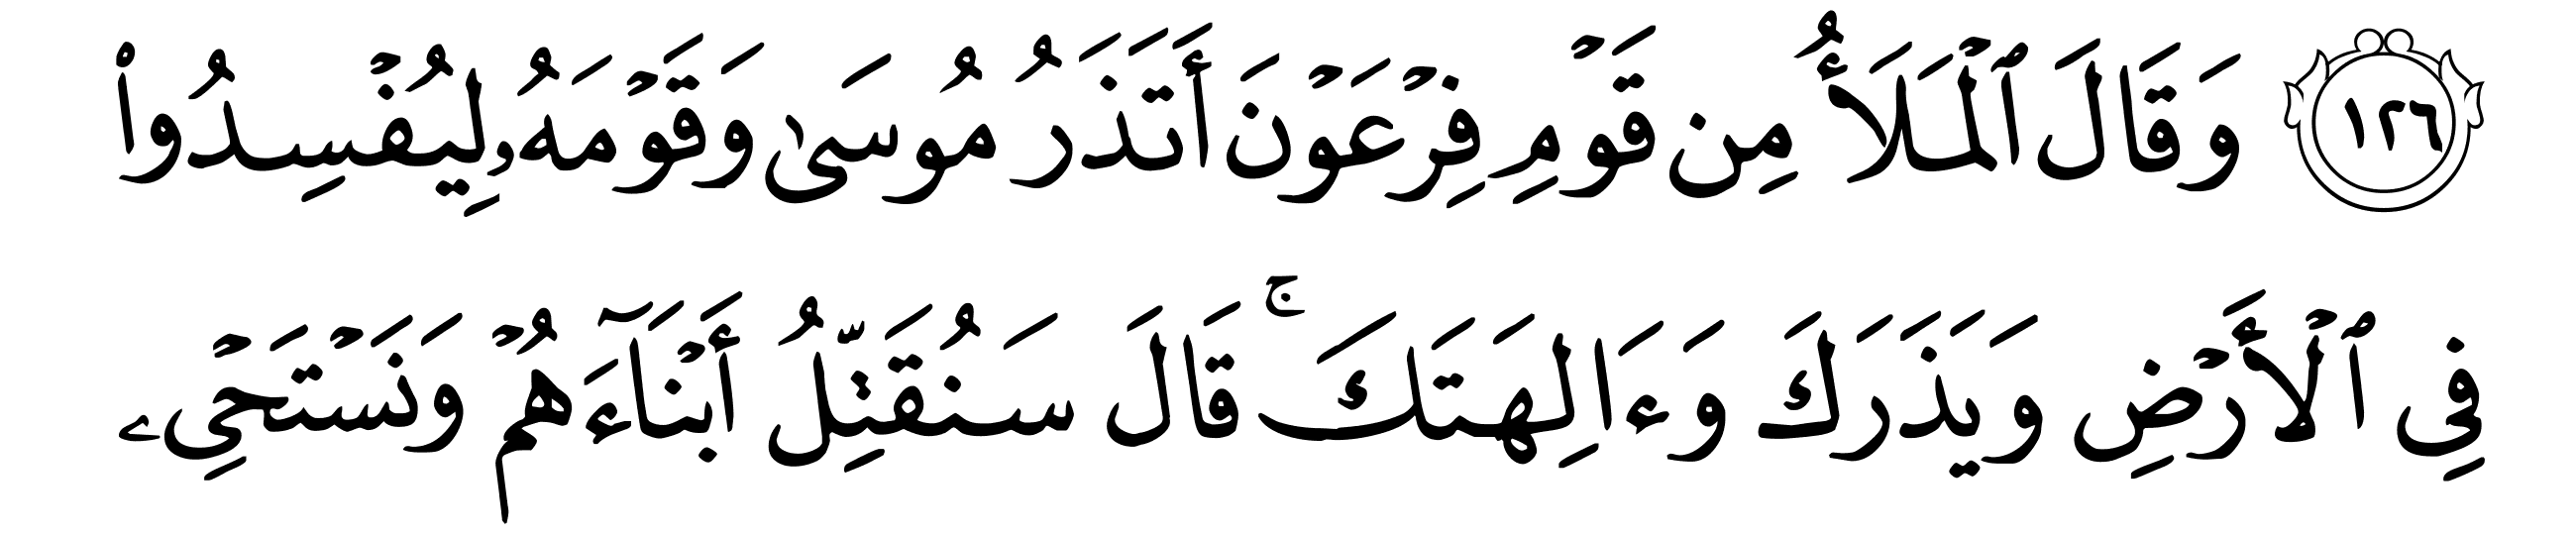 ١٢٦ وَقَالَ ٱلْمَلَأُ مِن قَوْمِ فِرْعَوْنَ أَتَذَرُ مُوسَىٰ وَقَوْمَهُۥ لِيُفْسِدُوا۟
فِى ٱلْأَرْضِ وَيَذَرَكَ وَءَالِهَتَكَ ۚ قَالَ سَنُقَتِّلُ أَبْنَآءَهُمْ وَنَسْتَحْىِۦ